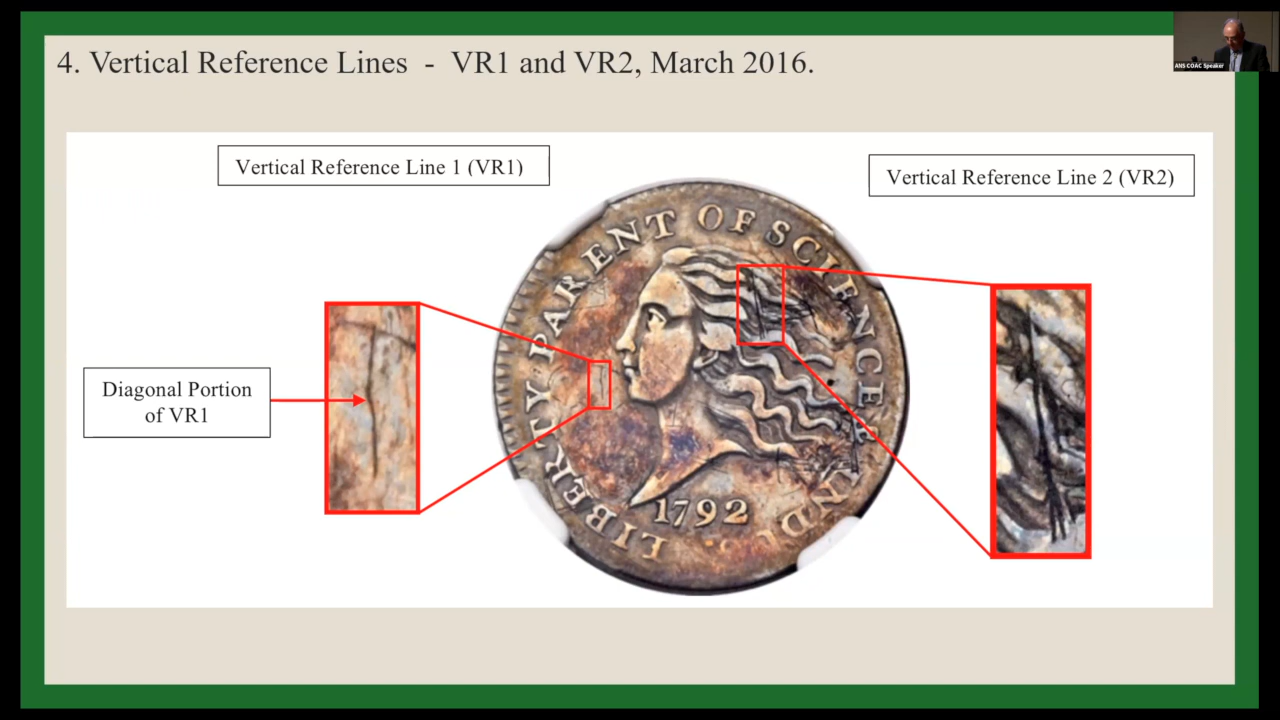 4. Vertical Reference Lines - VR1 and VR2, March 2016.
ANS COAC Speaker
Vertical Reference Line 1 (VR1)
Vertical Reference Line 2 (VR2)
Diagonal Portion
of VR1
LIBERTY PARENT OF SCIENCE & INDU
1792